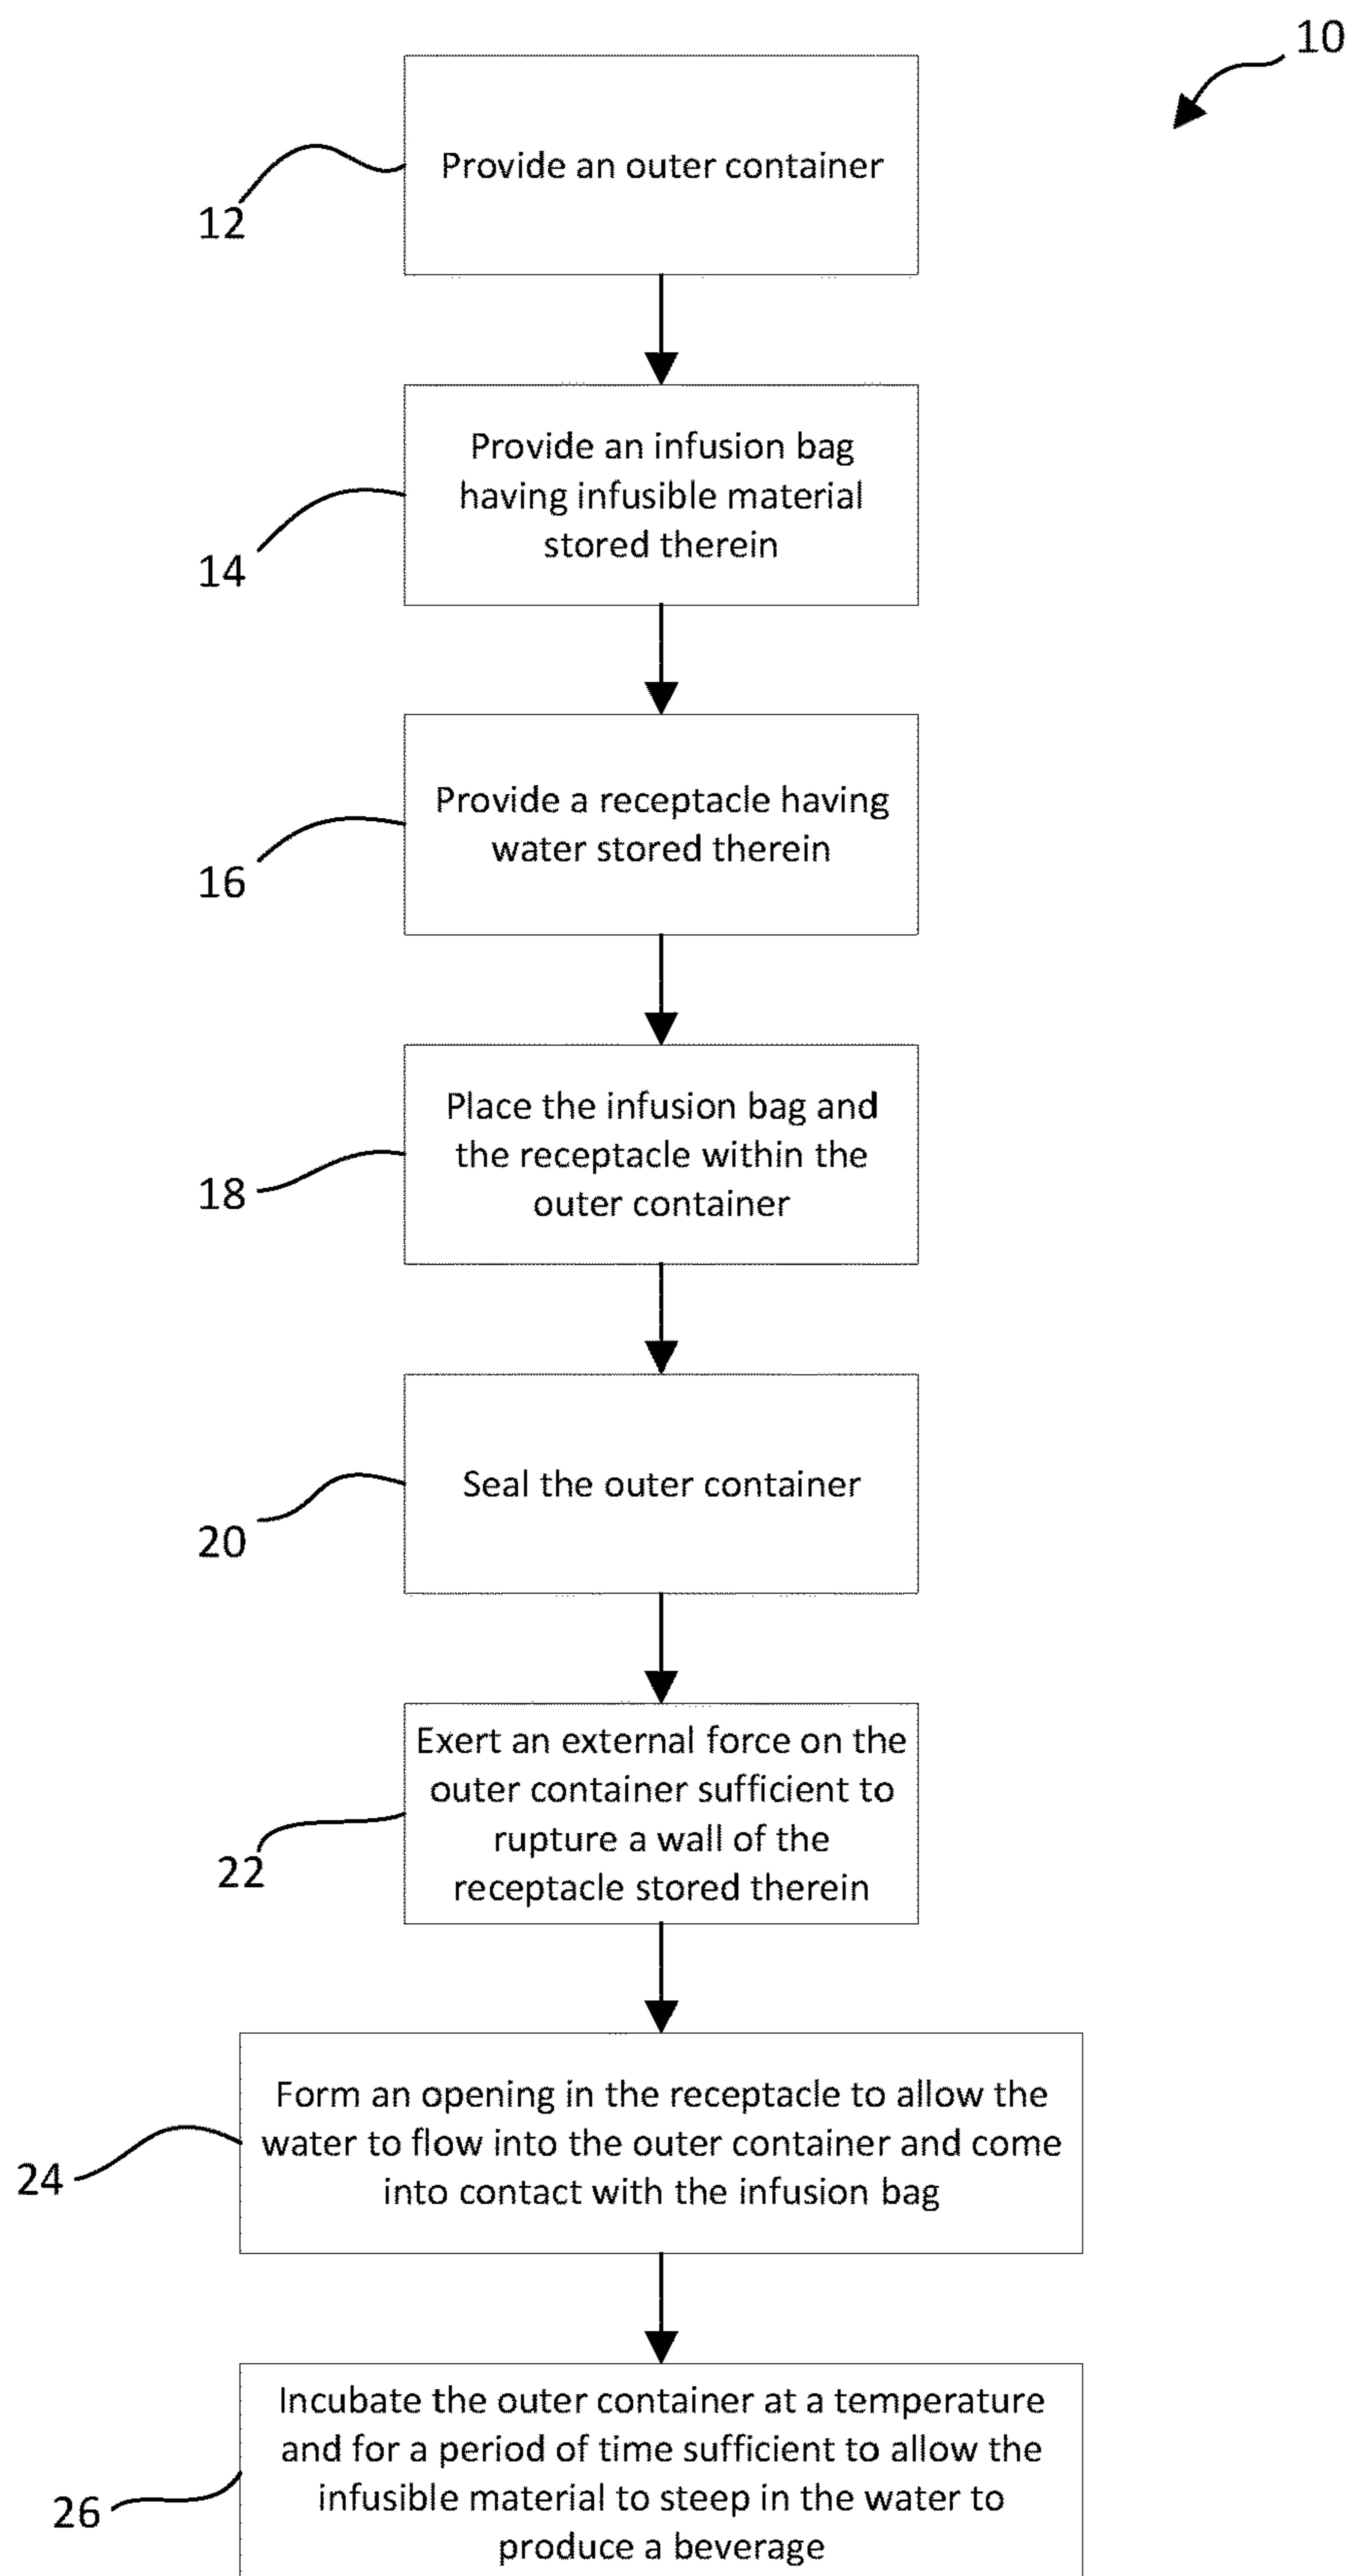 10
Provide an outer container
12
Provide an infusion bag
having infusible material
stored therein
14
Provide a receptacle having
water stored therein
16
Place the infusion bag and
the receptacle within the
outer container
18
Seal the outer container
20
Exert an external force on the
outer container sufficient to
rupture a wall of the
receptacle stored therein
22
Form an opening in the receptacle to allow the
water to flow into the outer container and come
into contact with the infusion bag
24
Incubate the outer container at a temperature
and for a period of time sufficient to allow the
infusible material to steep in the water to
produce a beverage
26